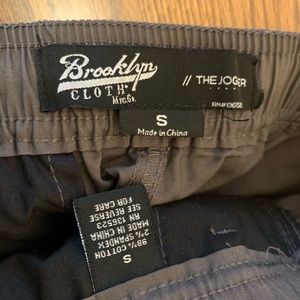 Brooklyn
CLOTH
MFG. Co.
// THE JOGER
S
Made in China
98% COTTON
2% SPANDEX
RN 136523
MADE IN CHINA
SEE REVERSE
FOR CARE
S